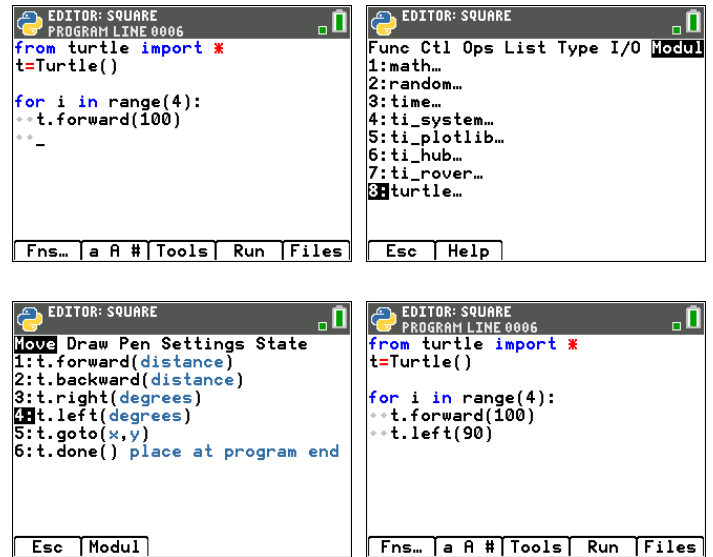 EDITOR: SQUARE
PROGRAM LINE 0006
from turtle import *
t=Turtle()
for i in range(4):
t.forward(100)
_
Fns… a A # Tools Run Files
EDITOR: SQUARE
Func Ctl Ops List Type I/O Modul
1:math…
2:random…
3:time…
4:ti_system…
5:ti_plotlib…
6:ti_hub…
7:ti_rover…
8:turtle…
Esc Help
EDITOR: SQUARE
Move Draw Pen Settings State
1:t.forward(distance)
2:t.backward(distance)
3:t.right(degrees)
4:t.left(degrees)
5:t.goto(x,y)
6:t.done() place at program end
Esc Modul
EDITOR: SQUARE
PROGRAM LINE 0006
from turtle import *
t=Turtle()
for i in range(4):
t.forward(100)
t.left(90)
Fns… a A # Tools Run Files